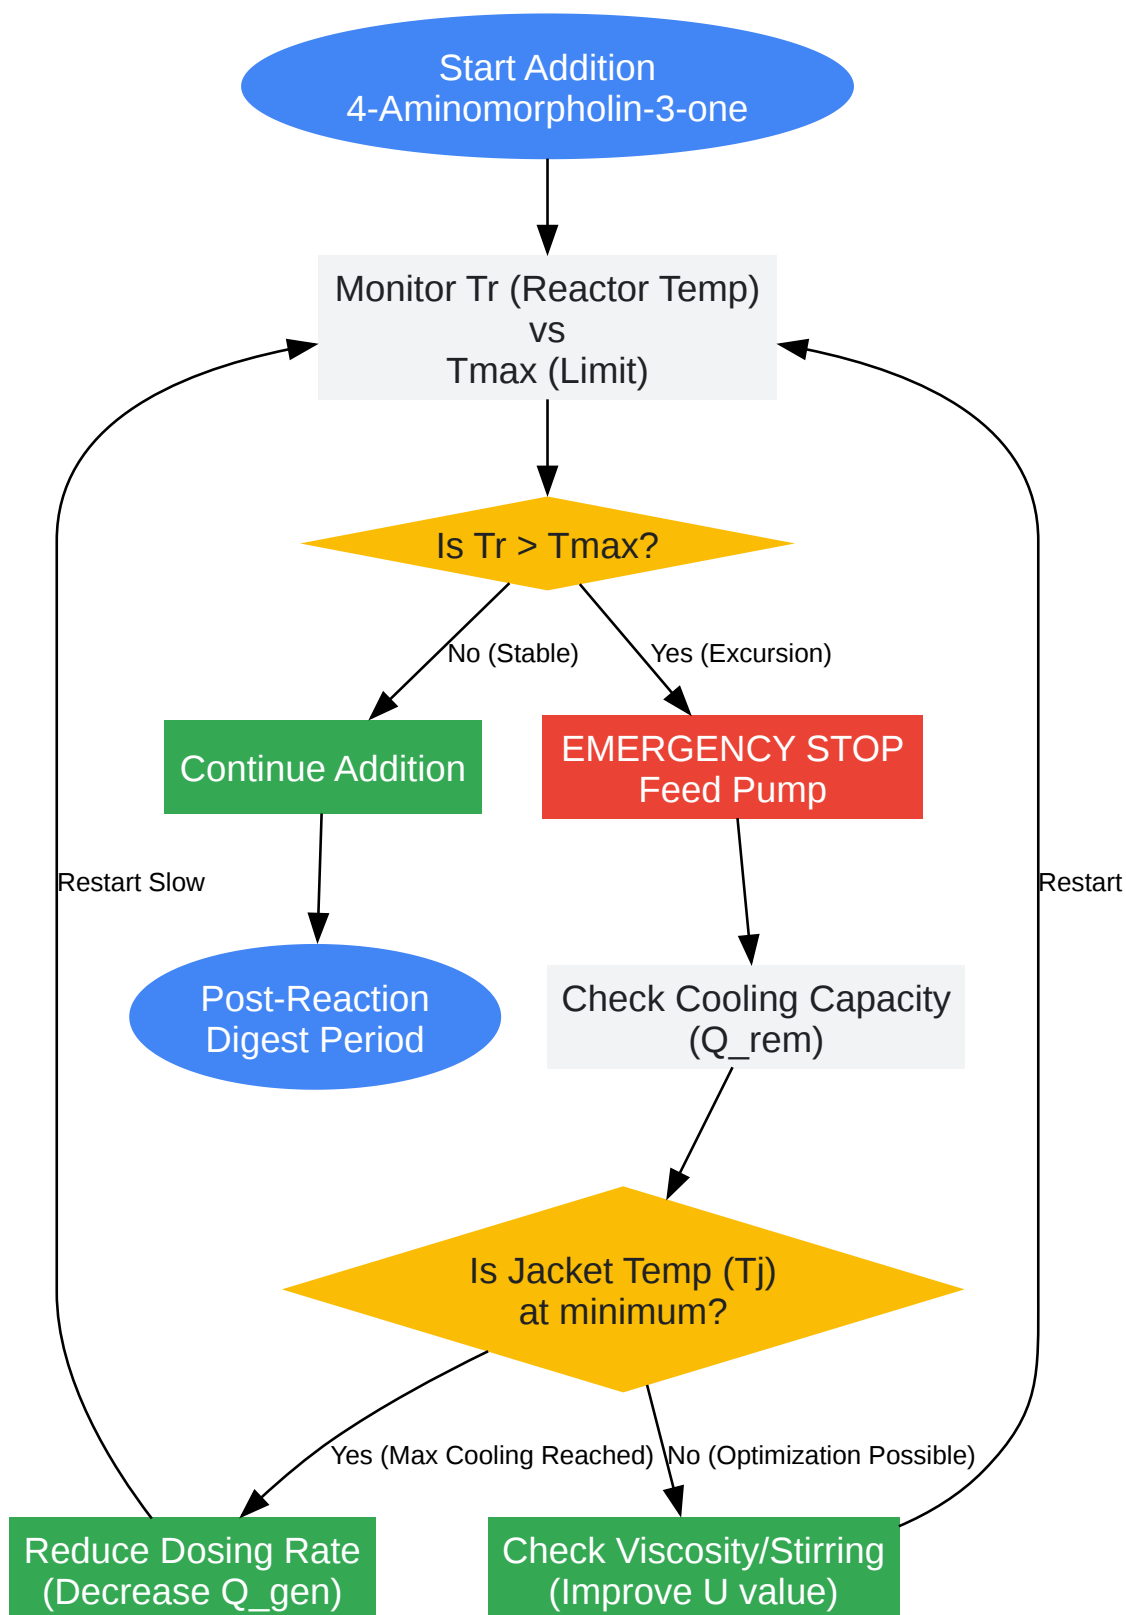 Start Addition
4-Aminomorpholin-3-one
Monitor Tr (Reactor Temp)
vs
Tmax (Limit)
Is Tr > Tmax?
No (Stable)
Yes (Excursion)
Continue Addition
EMERGENCY STOP
Feed Pump
Restart Slow
Restart
Post-Reaction
Digest Period
Check Cooling Capacity
(Q_rem)
Is Jacket Temp (Tj)
at minimum?
Yes (Max Cooling Reached)
No (Optimization Possible)
Reduce Dosing Rate
(Decrease Q_gen)
Check Viscosity/Stirring
(Improve U value)